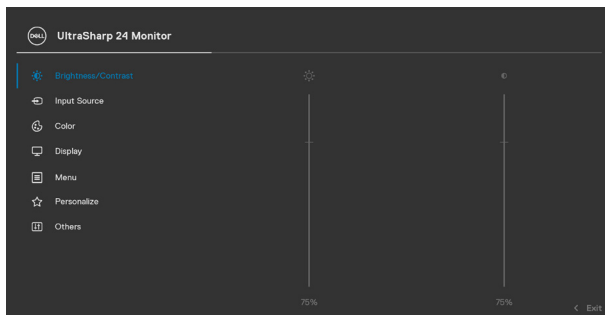 DELL UltraSharp 24 Monitor
Brightness/Contrast
Input Source
Color
Display
Menu
Personalize
Others
75% 75%
< Exit